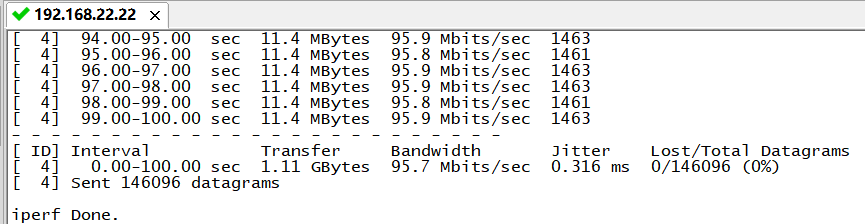 192.168.22.22 ×
[  4]  94.00-95.00  sec  11.4 MBytes  95.9 Mbits/sec  1463
[  4]  95.00-96.00  sec  11.4 MBytes  95.8 Mbits/sec  1461
[  4]  96.00-97.00  sec  11.4 MBytes  95.9 Mbits/sec  1463
[  4]  97.00-98.00  sec  11.4 MBytes  95.9 Mbits/sec  1463
[  4]  98.00-99.00  sec  11.4 MBytes  95.8 Mbits/sec  1461
[  4]  99.00-100.00 sec  11.4 MBytes  95.9 Mbits/sec  1463
- - - - - - - - - - - - - - - - - - - - - - - - -
[ ID] Interval           Transfer     Bandwidth       Jitter    Lost/Total Datagrams
[  4]   0.00-100.00 sec  1.11 GBytes  95.7 Mbits/sec  0.316 ms  0/146096 (0%)
[  4] Sent 146096 datagrams
iperf Done.